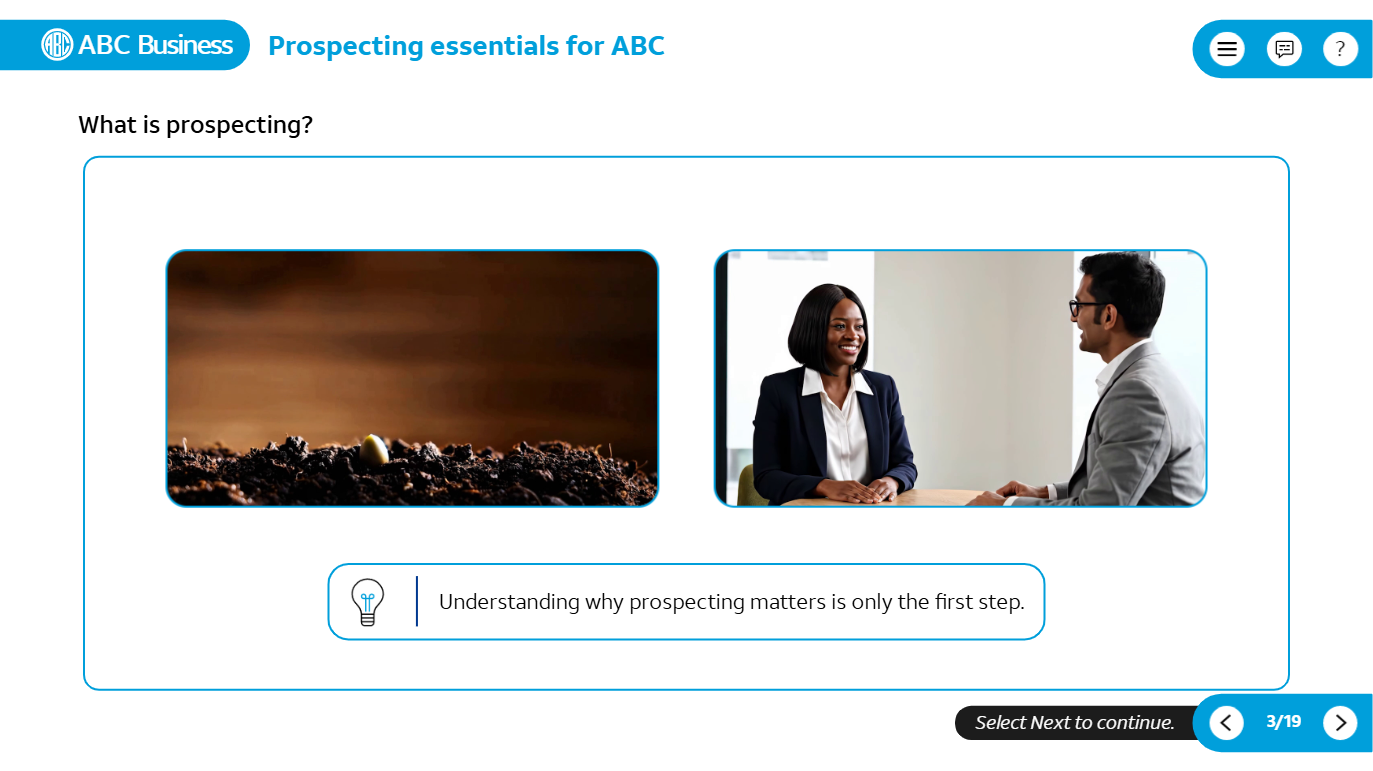 ABC ABC Business
Prospecting essentials for ABC
?
What is prospecting?
Understanding why prospecting matters is only the first step.
Select Next to continue.
3/19